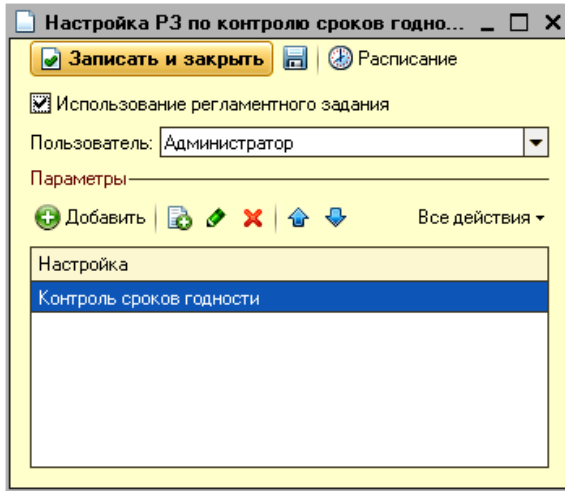 Настройка РЗ по контролю сроков годно...
Записать и закрыть Расписание
Использование регламентного задания
Пользователь: Администратор
Параметры
Добавить Все действия
Настройка
Контроль сроков годности